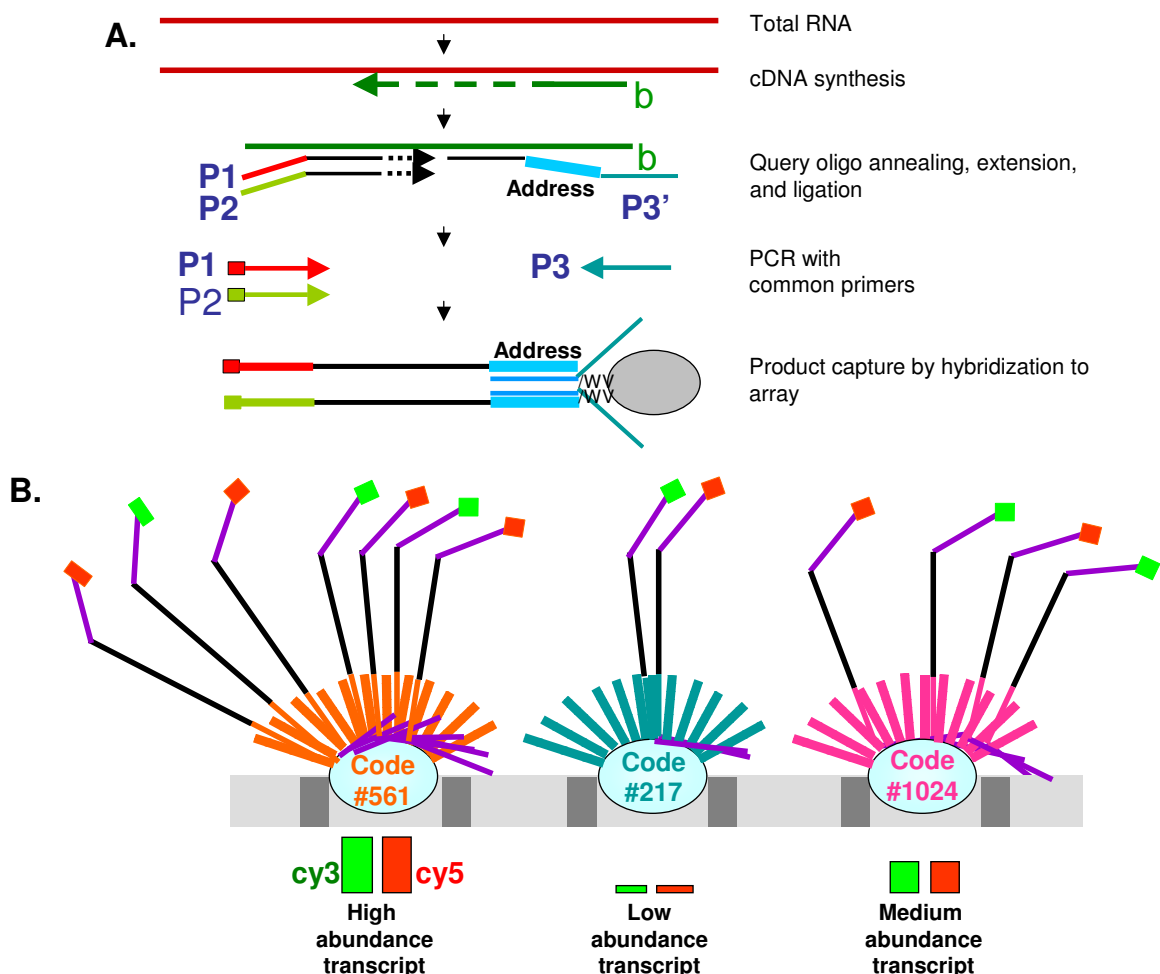 A.
Total RNA
cDNA synthesis
b
b
P1
P2
Address
P3’
Query oligo annealing, extension,
and ligation
P1
P2
P3
PCR with
common primers
Address
Product capture by hybridization to
array
B.
Code
#561
Code
#217
Code
#1024
cy3
cy5
High
abundance
transcript
Low
abundance
transcript
Medium
abundance
transcript